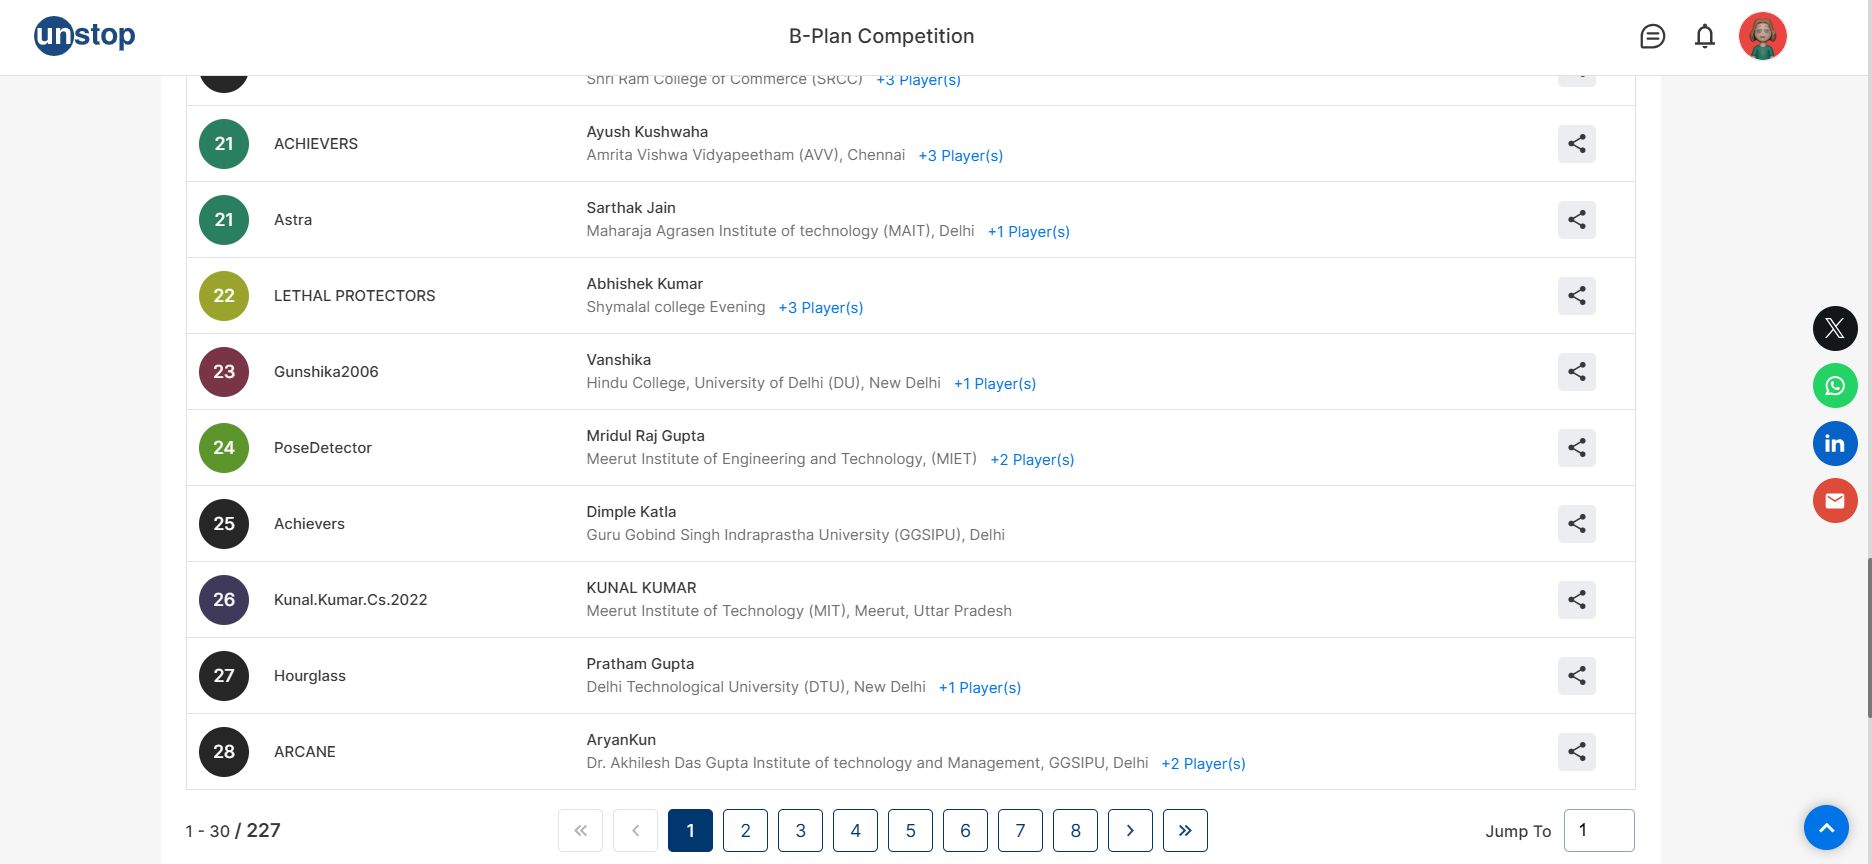 unstop
B-Plan Competition
Shri Ram College of Commerce (SRCC) +3 Player(s)
21 ACHIEVERS Ayush Kushwaha
Amrita Vishwa Vidyapeetham (AVV), Chennai +3 Player(s)
21 Astra Sarthak Jain
Maharaja Agrasen Institute of technology (MAIT), Delhi +1 Player(s)
22 LETHAL PROTECTORS Abhishek Kumar
Shymalal college Evening +3 Player(s)
23 Gunshika2006 Vanshika
Hindu College, University of Delhi (DU), New Delhi +1 Player(s)
24 PoseDetector Mridul Raj Gupta
Meerut Institute of Engineering and Technology, (MIET) +2 Player(s)
25 Achievers Dimple Katla
Guru Gobind Singh Indraprastha University (GGSIPU), Delhi
26 Kunal.Kumar.Cs.2022 KUNAL KUMAR
Meerut Institute of Technology (MIT), Meerut, Uttar Pradesh
27 Hourglass Pratham Gupta
Delhi Technological University (DTU), New Delhi +1 Player(s)
28 ARCANE AryanKun
Dr. Akhilesh Das Gupta Institute of technology and Management, GGSIPU, Delhi +2 Player(s)
1 - 30 / 227 « ‹ 1 2 3 4 5 6 7 8 › » Jump To 1
X
in